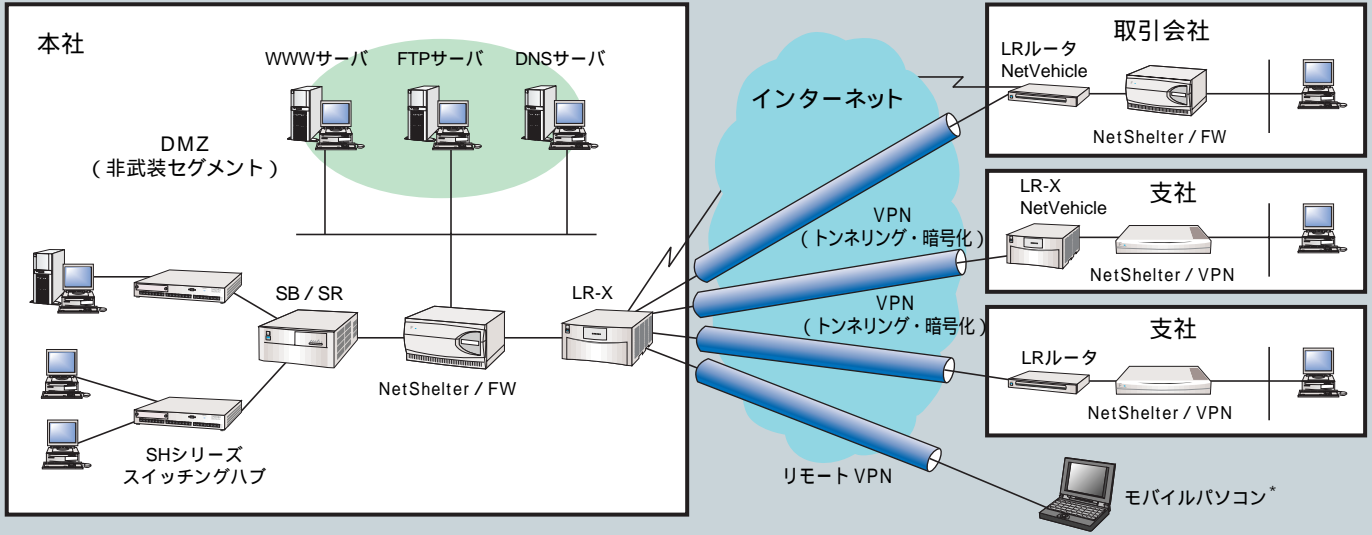 本社
WWWサーバ
FTPサーバ
DNSサーバ
DMZ
（非武装セグメント）
SB / SR
NetShelter / FW
LR-X
SHシリーズ
スイッチングハブ
インターネット
VPN
（トンネリング・暗号化）
VPN
（トンネリング・暗号化）
リモート VPN
取引会社
LRルータ
NetVehicle
NetShelter / FW
支社
LR-X
NetVehicle
NetShelter / VPN
支社
LRルータ
NetShelter / VPN
モバイルパソコン*